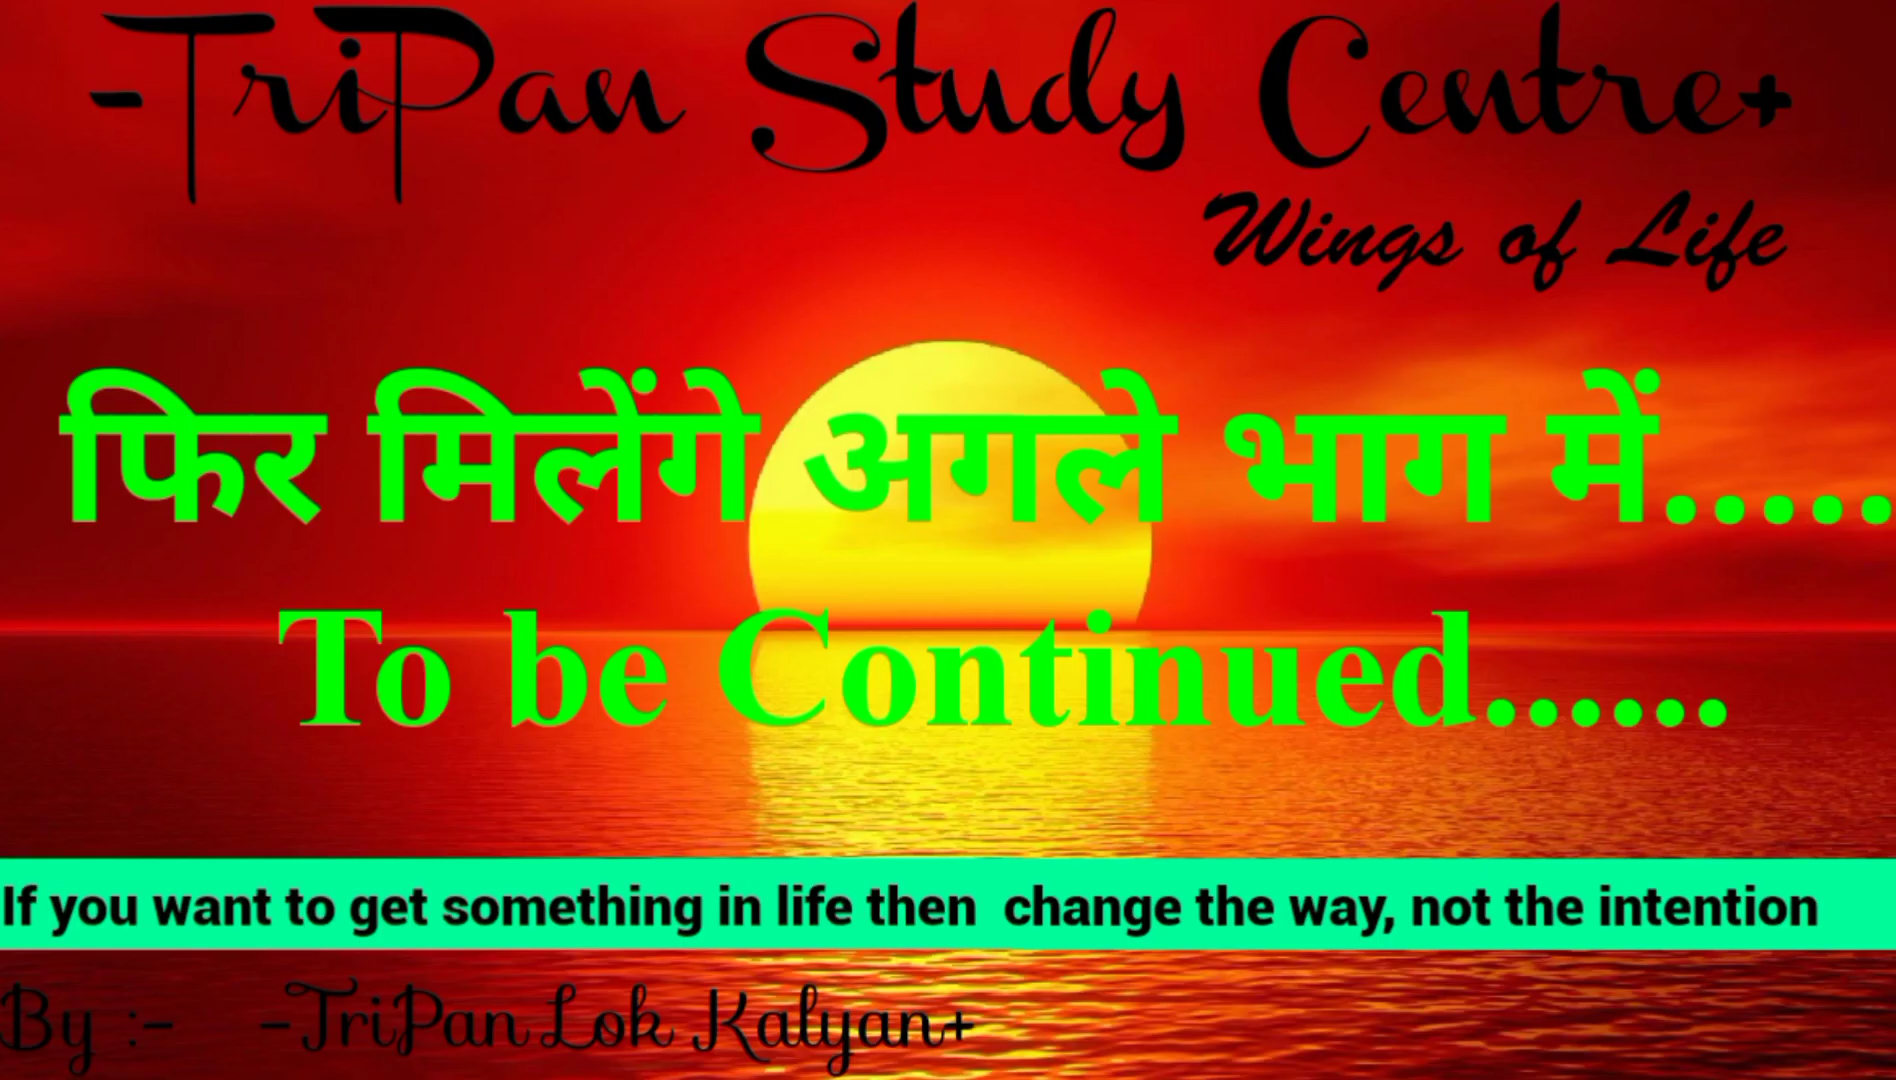 -TriPan Study Centre+
Wings of Life
फिर मिलेंगे अगले भाग में.....
To be Continued......
If you want to get something in life then  change the way, not the intention
By :-   -TriPan Lok Kalyan+